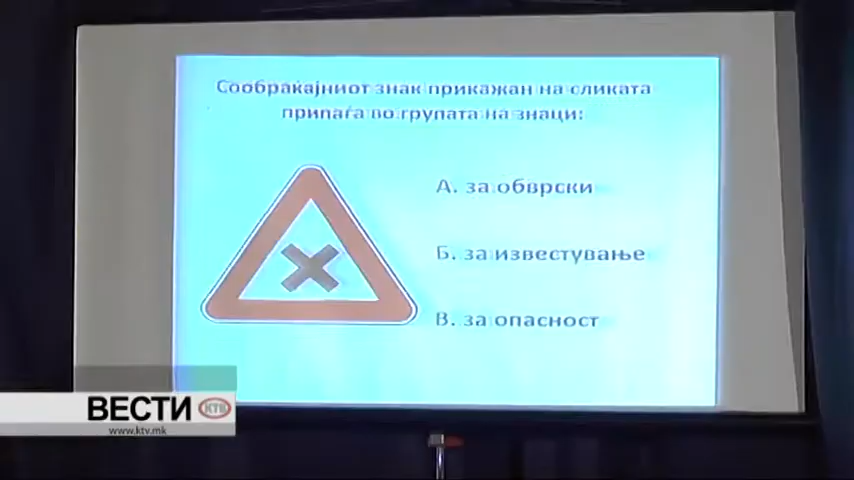 Сообраќајниот знак прикажан на сликата
припаѓа во групата на знаци:
А. за обврски
Б. за известување
В. за опасност
ВЕСТИ КТВ
www.ktv.mk